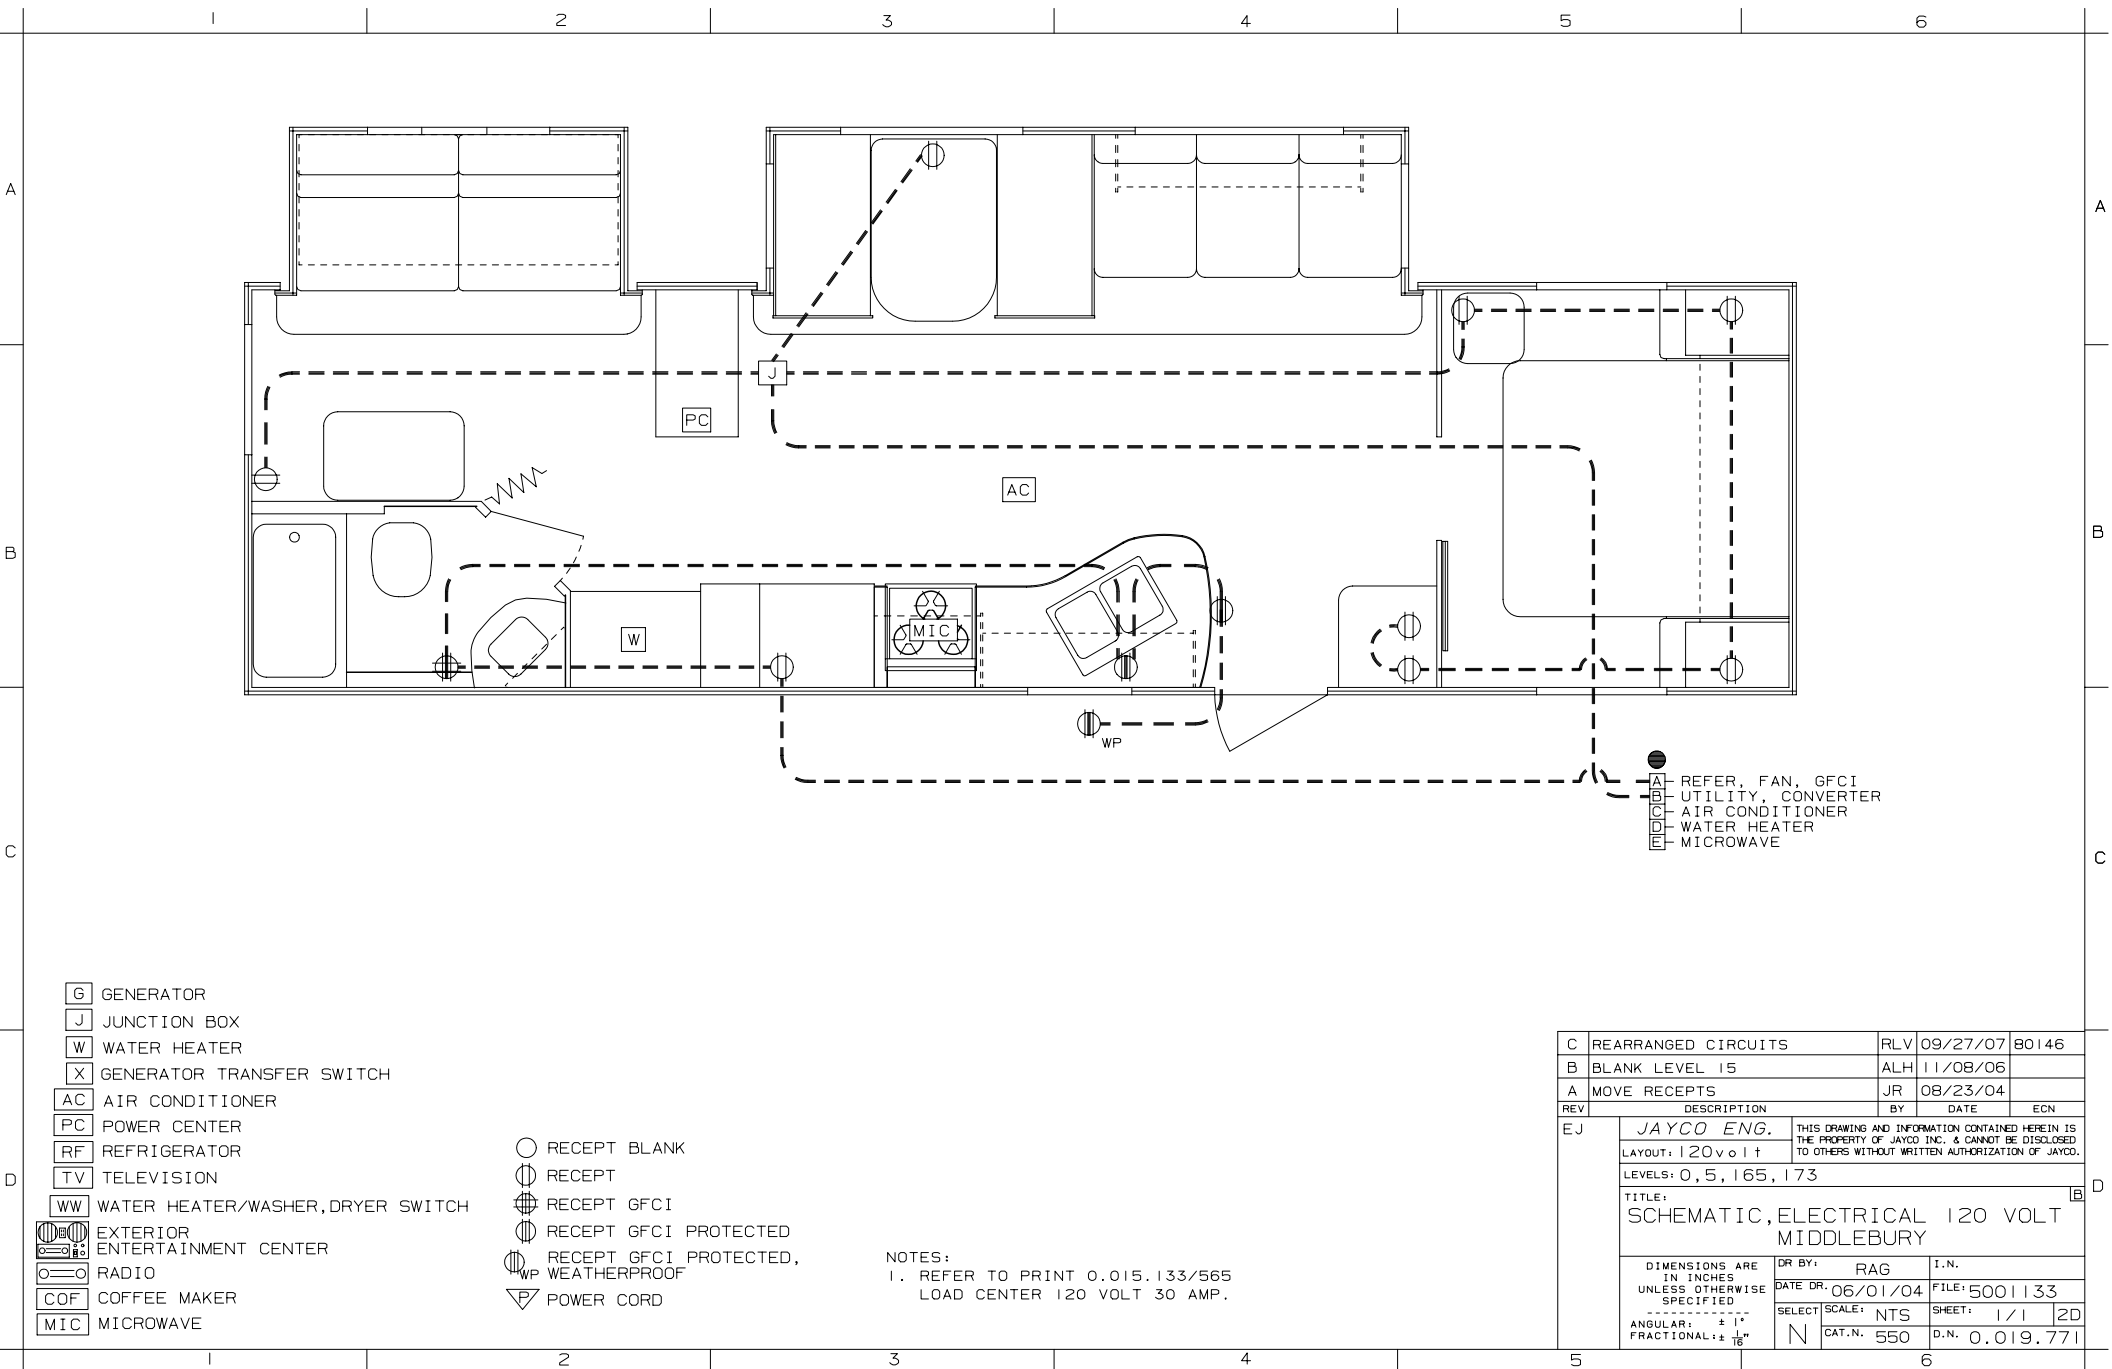 1 2 3 4 5 6
A
A
J
PC
AC
B
B
W
MIC
WP
A REFER, FAN, GFCI
B UTILITY, CONVERTER
C AIR CONDITIONER
D WATER HEATER
E MICROWAVE
C
C
G GENERATOR
J JUNCTION BOX
W WATER HEATER
X GENERATOR TRANSFER SWITCH
AC AIR CONDITIONER
PC POWER CENTER
RF REFRIGERATOR
TV TELEVISION
WW WATER HEATER/WASHER,DRYER SWITCH
EXTERIOR
ENTERTAINMENT CENTER
RADIO
COF COFFEE MAKER
MIC MICROWAVE
D
RECEPT BLANK
RECEPT
RECEPT GFCI
RECEPT GFCI PROTECTED
RECEPT GFCI PROTECTED,
WP WEATHERPROOF
P POWER CORD
NOTES:
1. REFER TO PRINT 0.015.133/565
LOAD CENTER 120 VOLT 30 AMP.
C REARRANGED CIRCUITS RLV 09/27/07 80146
B BLANK LEVEL 15 ALH 11/08/06
A MOVE RECEPTS JR 08/23/04
REV DESCRIPTION BY DATE ECN
EJ
JAYCO ENG.
LAYOUT: 120volt
THIS DRAWING AND INFORMATION CONTAINED HEREIN IS
THE PROPERTY OF JAYCO INC. & CANNOT BE DISCLOSED
TO OTHERS WITHOUT WRITTEN AUTHORIZATION OF JAYCO.
LEVELS: 0,5,165,173
TITLE: B
SCHEMATIC,ELECTRICAL 120 VOLT
MIDDLEBURY
D
DIMENSIONS ARE
IN INCHES
UNLESS OTHERWISE
SPECIFIED
ANGULAR: ± 1°
FRACTIONAL: ± 1/16"
DR BY: RAG I.N.
DATE DR. 06/01/04 FILE: 5001133
SELECT N
SCALE: NTS SHEET: 1/1 2D
CAT.N. 550 D.N. 0.019.771
1 2 3 4 5 6